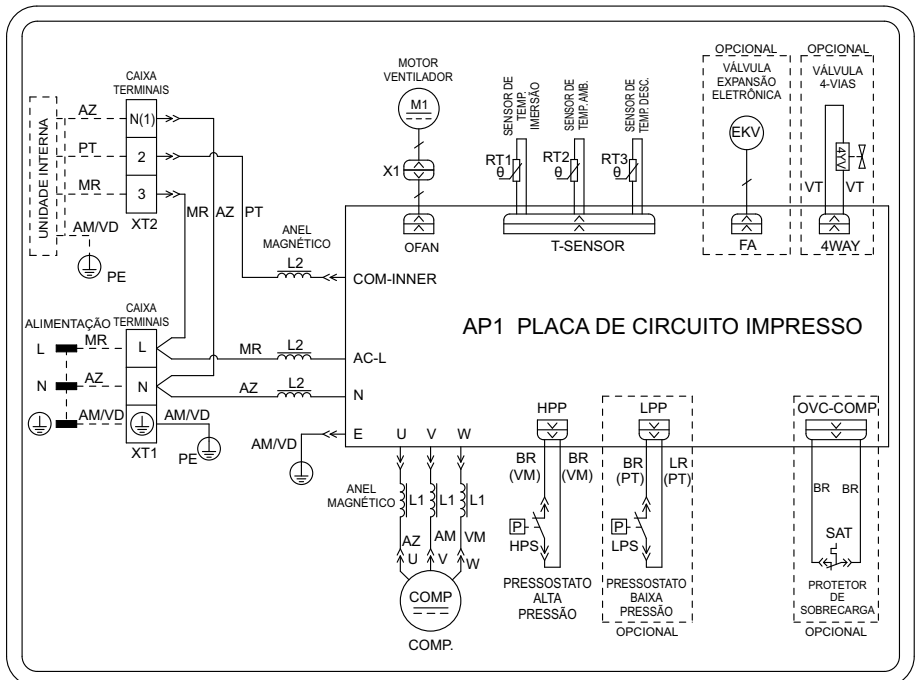 OPCIONAL
OPCIONAL
MOTOR
VENTILADOR
M1
X1
OFAN
SENSOR DE
TEMP.
IMERSÃO
SENSOR DE
TEMP. AMB.
SENSOR DE
TEMP. DESC.
RT1
θ
RT2
θ
RT3
θ
T-SENSOR
VÁLVULA
EXPANSÃO
ELETRÔNICA
EKV
FA
VÁLVULA
4-VIAS
4YV
VT
VT
4WAY
CAIXA
TERMINAIS
UNIDADE INTERNA
AZ
N(1)
PT
2
MR
3
AM/VD
XT2
PE
MR
AZ
PT
ANEL
MAGNÉTICO
L2
COM-INNER
AP1 PLACA DE CIRCUITO IMPRESSO
ALIMENTAÇÃO
CAIXA
TERMINAIS
L
MR
L
MR
L2
AC-L
N
AZ
N
AZ
L2
N
AM/VD
AM/VD
XT1
PE
AM/VD
E
U
V
W
ANEL
MAGNÉTICO
L1
L1
L1
AZ
AM
VM
U
V
W
COMP
COMP.
HPP
BR
(VM)
BR
(VM)
P
HPS
PRESSOSTATO
ALTA
PRESSÃO
LPP
BR
(PT)
LR
(PT)
P
LPS
PRESSOSTATO
BAIXA
PRESSÃO
OPCIONAL
OVC-COMP
BR
BR
SAT
PROTETOR
DE
SOBRECARGA
OPCIONAL